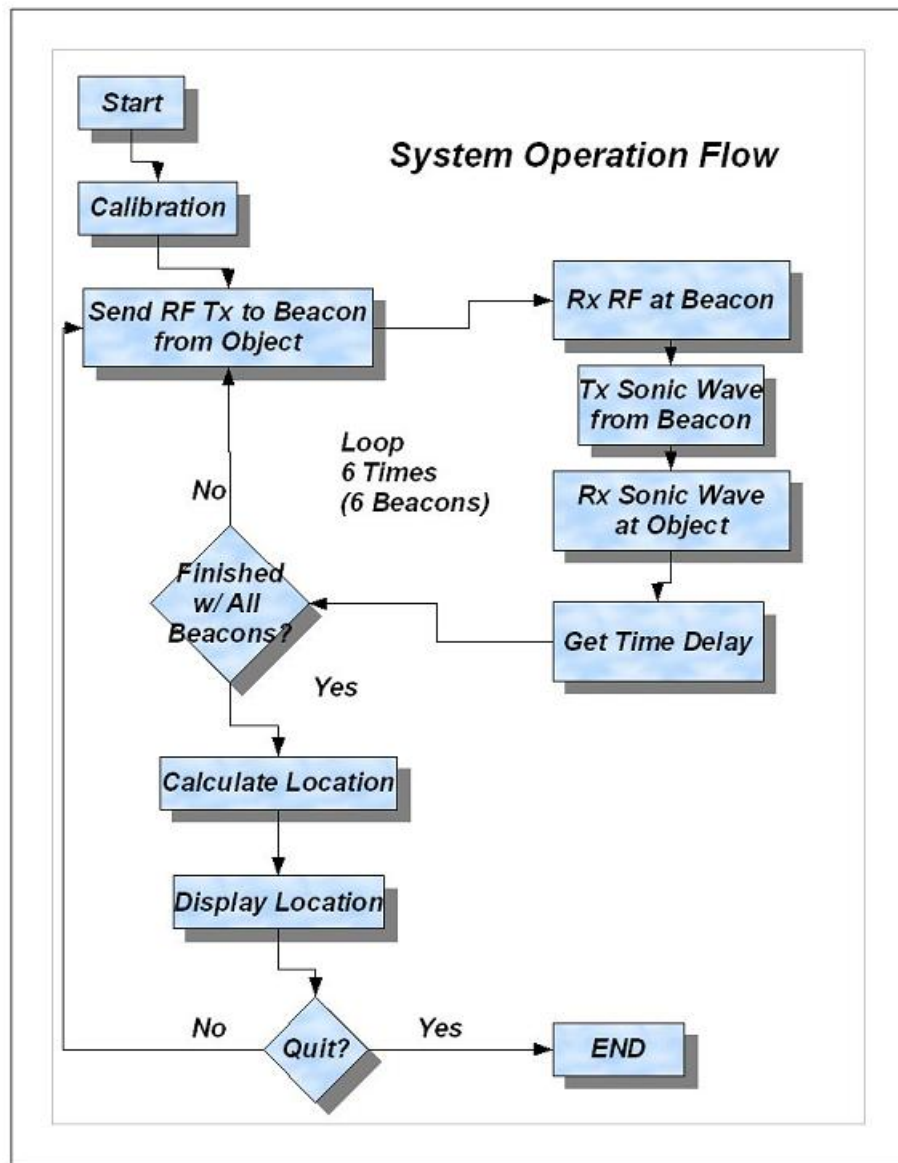 Start
System Operation Flow
Calibration
Send RF Tx to Beacon
from Object
Rx RF at Beacon
Tx Sonic Wave
from Beacon
Loop
6 Times
(6 Beacons)
Rx Sonic Wave
at Object
No
Finished
w/ All
Beacons?
Get Time Delay
Yes
Calculate Location
Display Location
No
Quit?
Yes
END